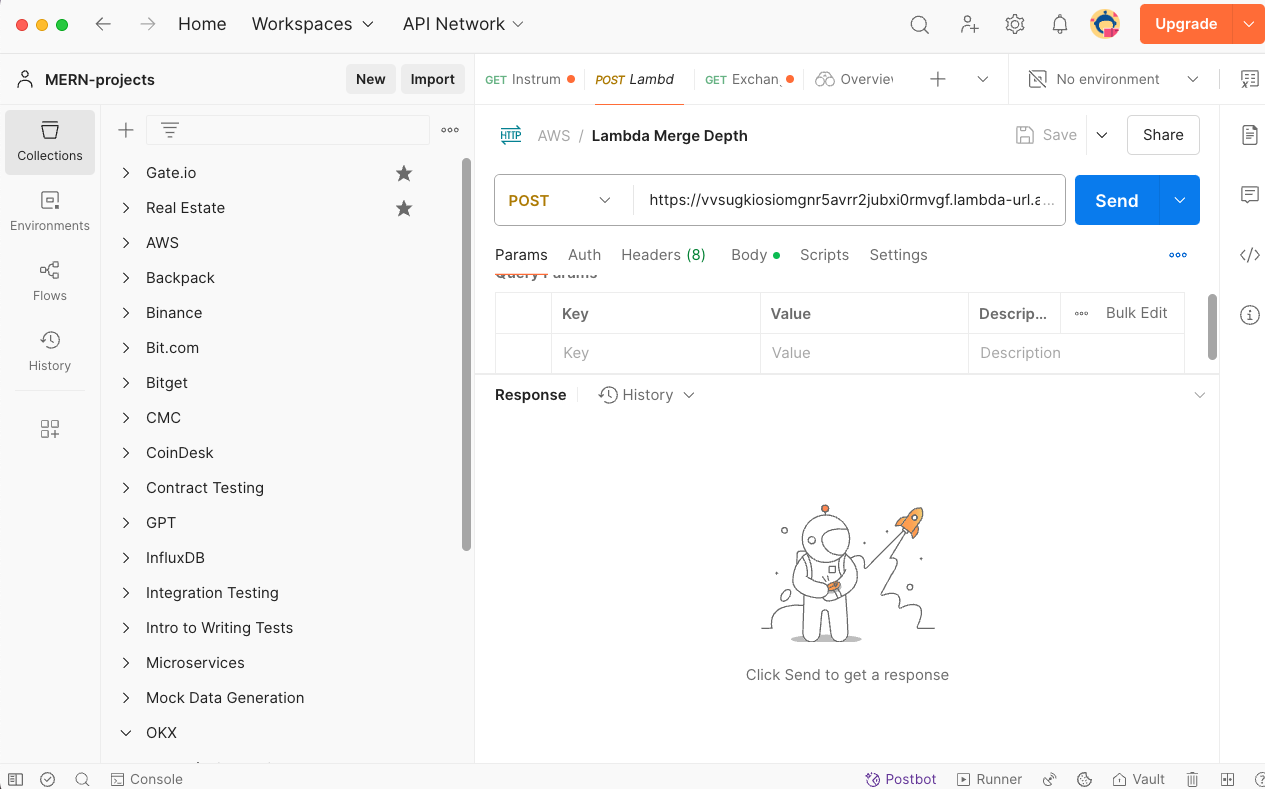 Home Workspaces API Network Upgrade
MERN-projects New Import
GET Instrum POST Lambd GET Exchan Overview No environment
Collections
Environments
Flows
History
Gate.io
Real Estate
AWS
Backpack
Binance
Bit.com
Bitget
CMC
CoinDesk
Contract Testing
GPT
InfluxDB
Integration Testing
Intro to Writing Tests
Microservices
Mock Data Generation
OKX
HTTP AWS / Lambda Merge Depth Save Share
POST https://vvsugkiosiomgnr5avrr2jubxi0rmvgf.lambda-url.a... Send
Params Auth Headers (8) Body Scripts Settings
Query Params
Key Value Descrip... Bulk Edit
Key Value Description
Response History
Click Send to get a response
Console Postbot Runner Vault